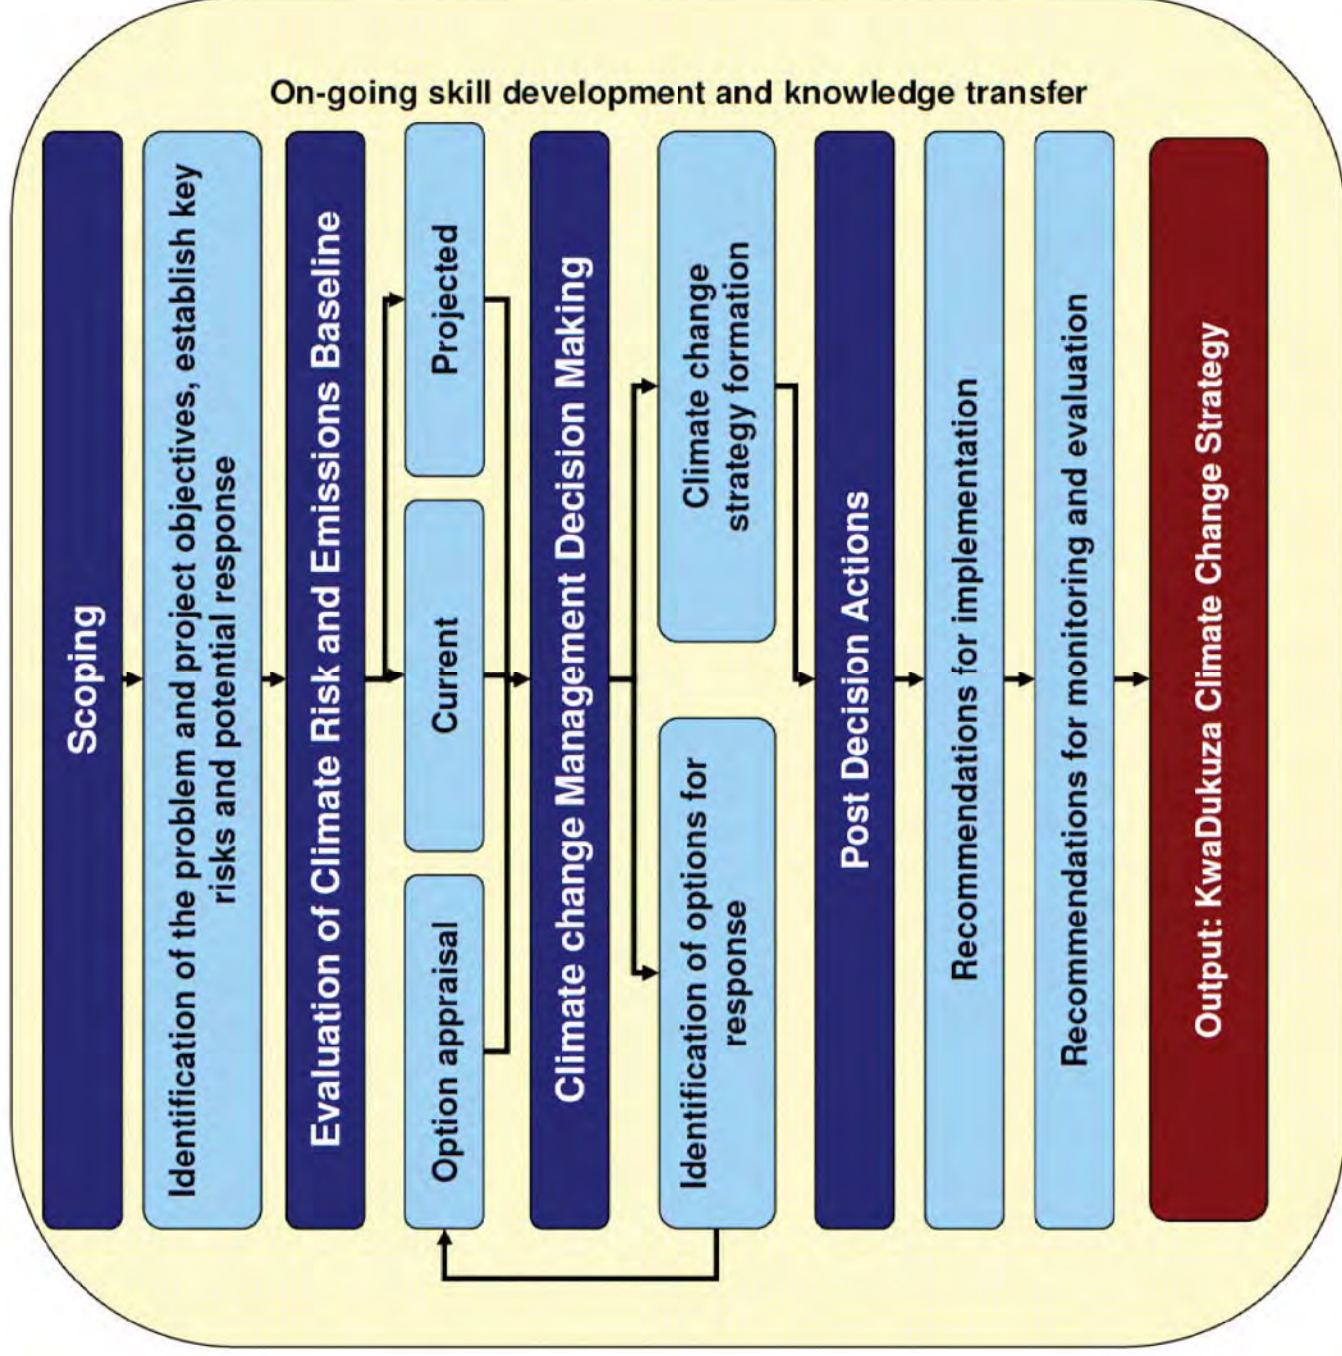 On-going skill development and knowledge transfer
Scoping
Identification of the problem and project objectives, establish key
risks and potential response
Evaluation of Climate Risk and Emissions Baseline
Option appraisal
Current
Projected
Climate change Management Decision Making
Identification of options for
response
Climate change
strategy formation
Post Decision Actions
Recommendations for implementation
Recommendations for monitoring and evaluation
Output: KwaDukuza Climate Change Strategy